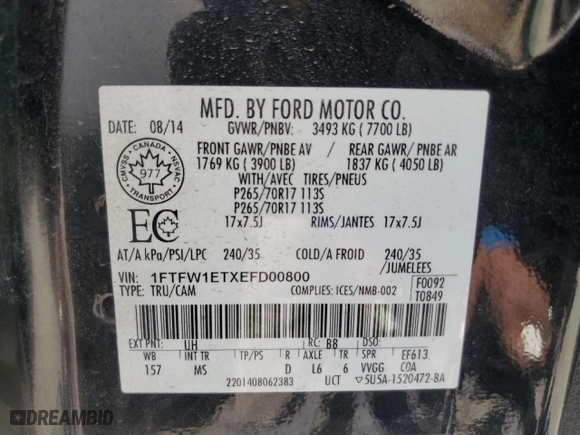 MFD. BY FORD MOTOR CO.
DATE: 08/14 GVWR/PNBV: 3493 KG ( 7700 LB)
FRONT GAWR/PNBE AV / REAR GAWR/ PNBE AR
1769 KG ( 3900 LB) 1837 KG ( 4050 LB)
WITH/AVEC TIRES/PNEUS
P265/70R17 113S
P265/70R17 113S
17x7.5J RIMS/JANTES 17x7.5J
AT/A kPa/PSI/LPC 240/35 COLD/A FROID 240/35
/JUMELEES
CMVSS · CANADA · NSVAC
977
TRANSPORT
EC
VIN: 1FTFW1ETXEFD00800
TYPE: TRU/CAM COMPLIES: ICES/NMB-002
F0092
T0849
EXT PNT: UH RC: B8 DSO:
WB INT TR TP/PS R AXLE TR SPR EF613
157 MS D L6 6 VVGG COA
2201408062383 UCT ▽5U5A-1520472-BA
DREAMBID